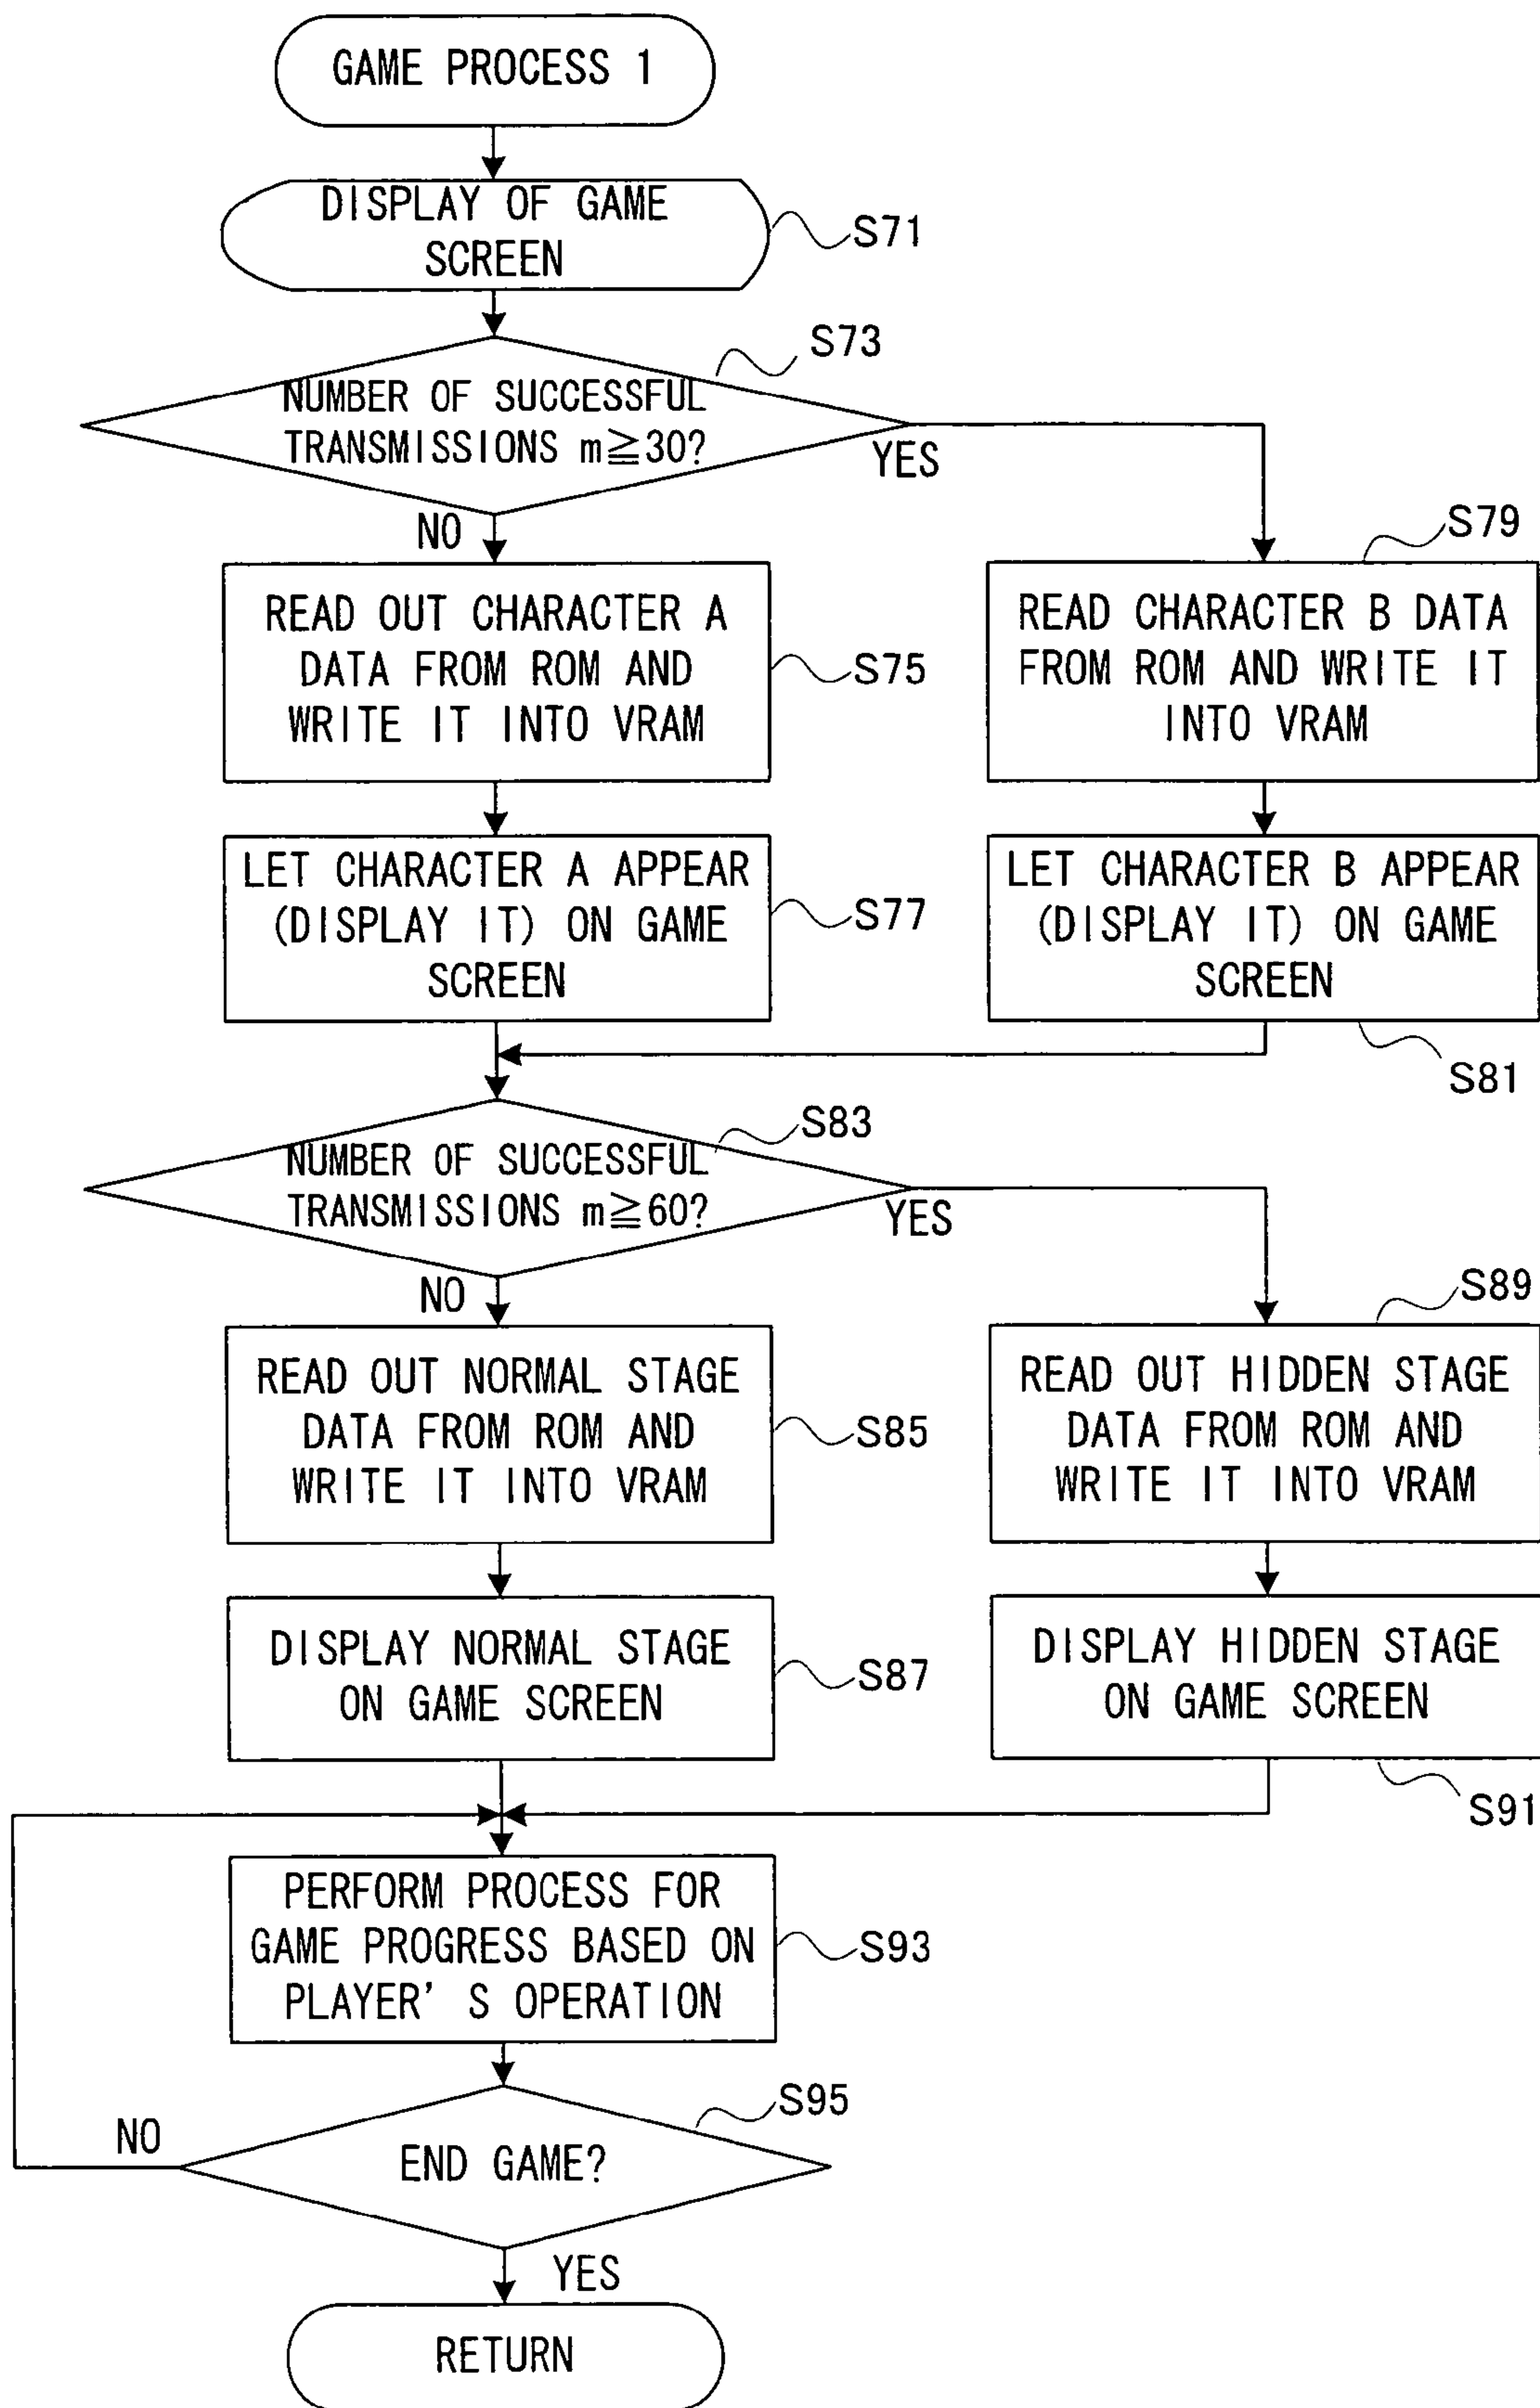 GAME PROCESS 1
DISPLAY OF GAME
SCREEN
S71
S73
NUMBER OF SUCCESSFUL
TRANSMISSIONS m≧30?
YES
NO
S79
READ OUT CHARACTER A
DATA FROM ROM AND
WRITE IT INTO VRAM
S75
READ CHARACTER B DATA
FROM ROM AND WRITE IT
INTO VRAM
LET CHARACTER A APPEAR
(DISPLAY IT) ON GAME
SCREEN
S77
LET CHARACTER B APPEAR
(DISPLAY IT) ON GAME
SCREEN
S81
S83
NUMBER OF SUCCESSFUL
TRANSMISSIONS m≧60?
YES
NO
S89
READ OUT NORMAL STAGE
DATA FROM ROM AND
WRITE IT INTO VRAM
S85
READ OUT HIDDEN STAGE
DATA FROM ROM AND
WRITE IT INTO VRAM
DISPLAY NORMAL STAGE
ON GAME SCREEN
S87
DISPLAY HIDDEN STAGE
ON GAME SCREEN
S91
PERFORM PROCESS FOR
GAME PROGRESS BASED ON
PLAYER' S OPERATION
S93
S95
NO
END GAME?
YES
RETURN